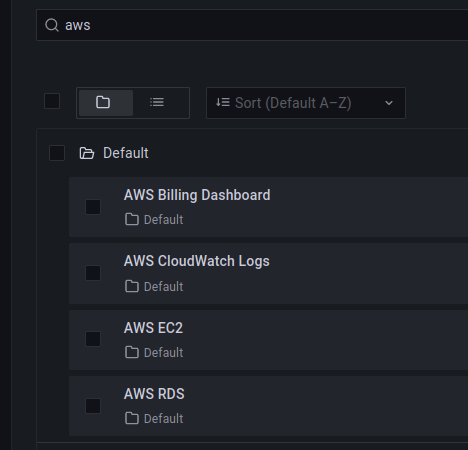 aws
Sort (Default A–Z)
Default
AWS Billing Dashboard
Default
AWS CloudWatch Logs
Default
AWS EC2
Default
AWS RDS
Default